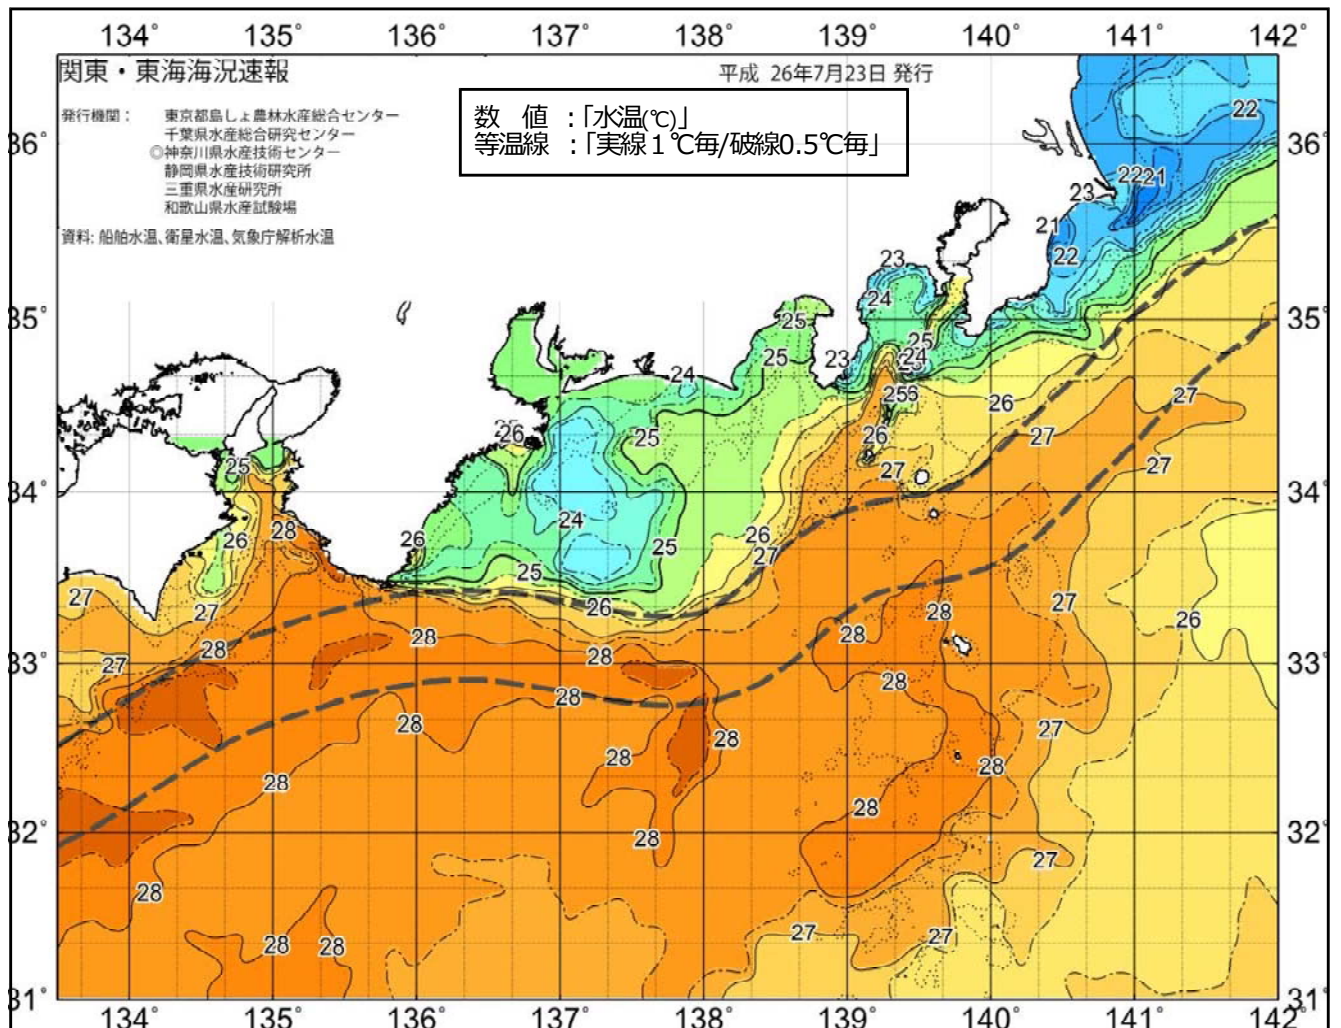 134° 135° 136° 137° 138° 139° 140° 141° 142°
関東・東海海況速報
平成 26年7月23日 発行
発行機関： 東京都島しょ農林水産総合センター
千葉県水産総合研究センター
◎神奈川県水産技術センター
静岡県水産技術研究所
三重県水産研究所
和歌山県水産試験場
資料: 船舶水温、衛星水温、気象庁解析水温
数 値 ：「水温(℃)」
等温線 ：「実線１℃毎/破線0.5℃毎」
22
36° 36°
22 21
23
21
23 22
24
35° 25 35°
25
25 23 24
24
25
27
26
26 25
26 27
25 27
27
34° 34°
28 24
26 26 26
25 27
25
27 27
27 26 28 26
28 28 28
33° 27 28 33°
28
28
28 27
28
28 28
28
28
32° 28 32°
27
28
28 28 27 27
31° 31°
134° 135° 136° 137° 138° 139° 140° 141° 142°